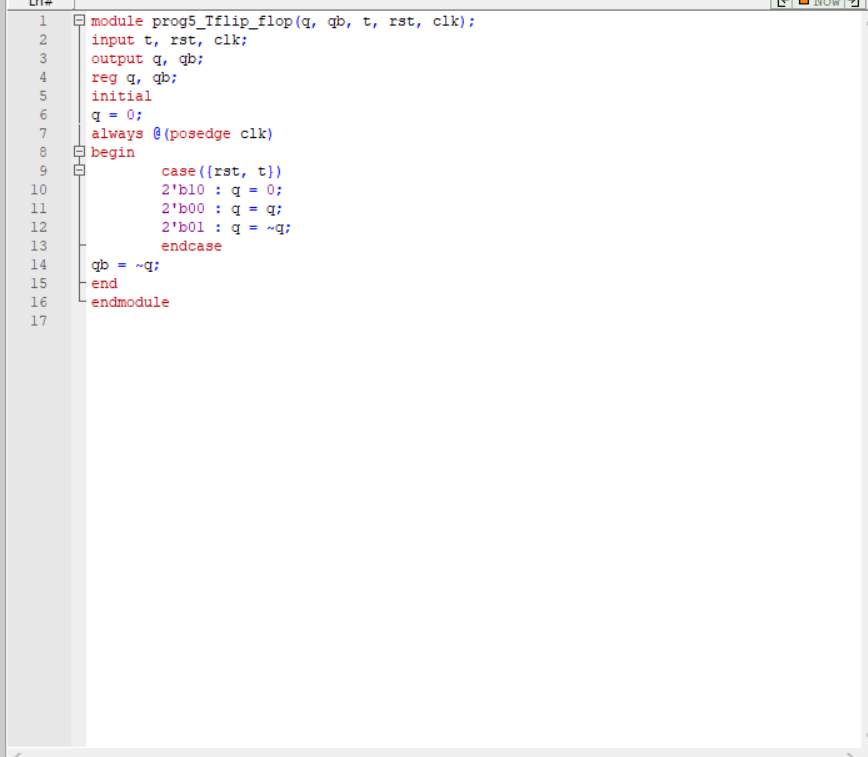 Ln#
Now
1 module prog5_Tflip_flop(q, qb, t, rst, clk);
2 input t, rst, clk;
3 output q, qb;
4 reg q, qb;
5 initial
6 q = 0;
7 always @(posedge clk)
8 begin
9 case({rst, t})
10 2'b10 : q = 0;
11 2'b00 : q = q;
12 2'b01 : q = ~q;
13 endcase
14 qb = ~q;
15 end
16 endmodule
17